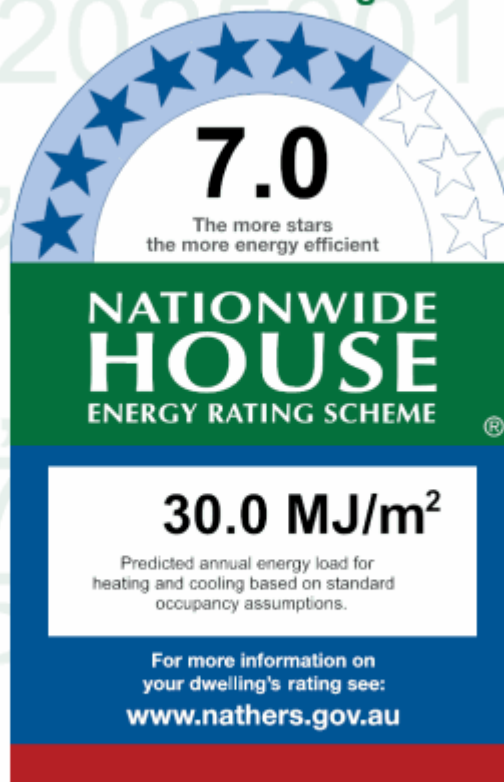 7.0
The more stars
the more energy efficient
NATIONWIDE
HOUSE
ENERGY RATING SCHEME
®
30.0 MJ/m²
Predicted annual energy load for
heating and cooling based on standard
occupancy assumptions.
For more information on
your dwelling's rating see:
www.nathers.gov.au